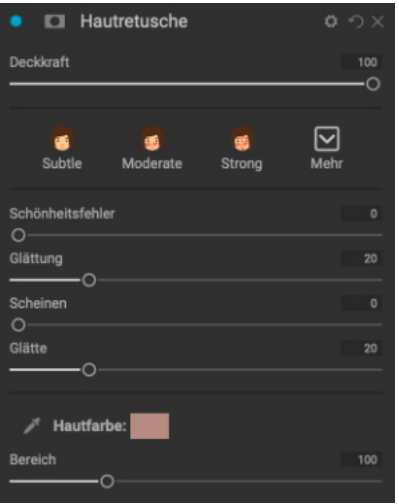 Hautretusche
Deckkraft 100
Subtle Moderate Strong Mehr
Schönheitsfehler 0
Glättung 20
Scheinen 0
Glätte 20
Hautfarbe:
Bereich 100